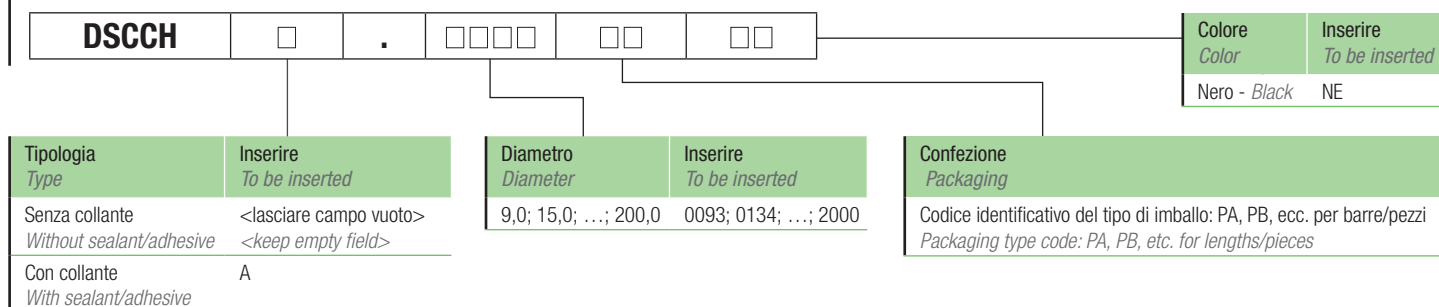 DSCCH □ . □□□□ □□ □□
Colore Inserire
Color To be inserted
Nero - Black NE
Tipologia Inserire
Type To be inserted
Senza collante <lasciare campo vuoto>
Without sealant/adhesive <keep empty field>
Con collante A
With sealant/adhesive
Diametro Inserire
Diameter To be inserted
9,0; 15,0; …; 200,0 0093; 0134; …; 2000
Confezione
Packaging
Codice identificativo del tipo di imballo: PA, PB, ecc. per barre/pezzi
Packaging type code: PA, PB, etc. for lengths/pieces